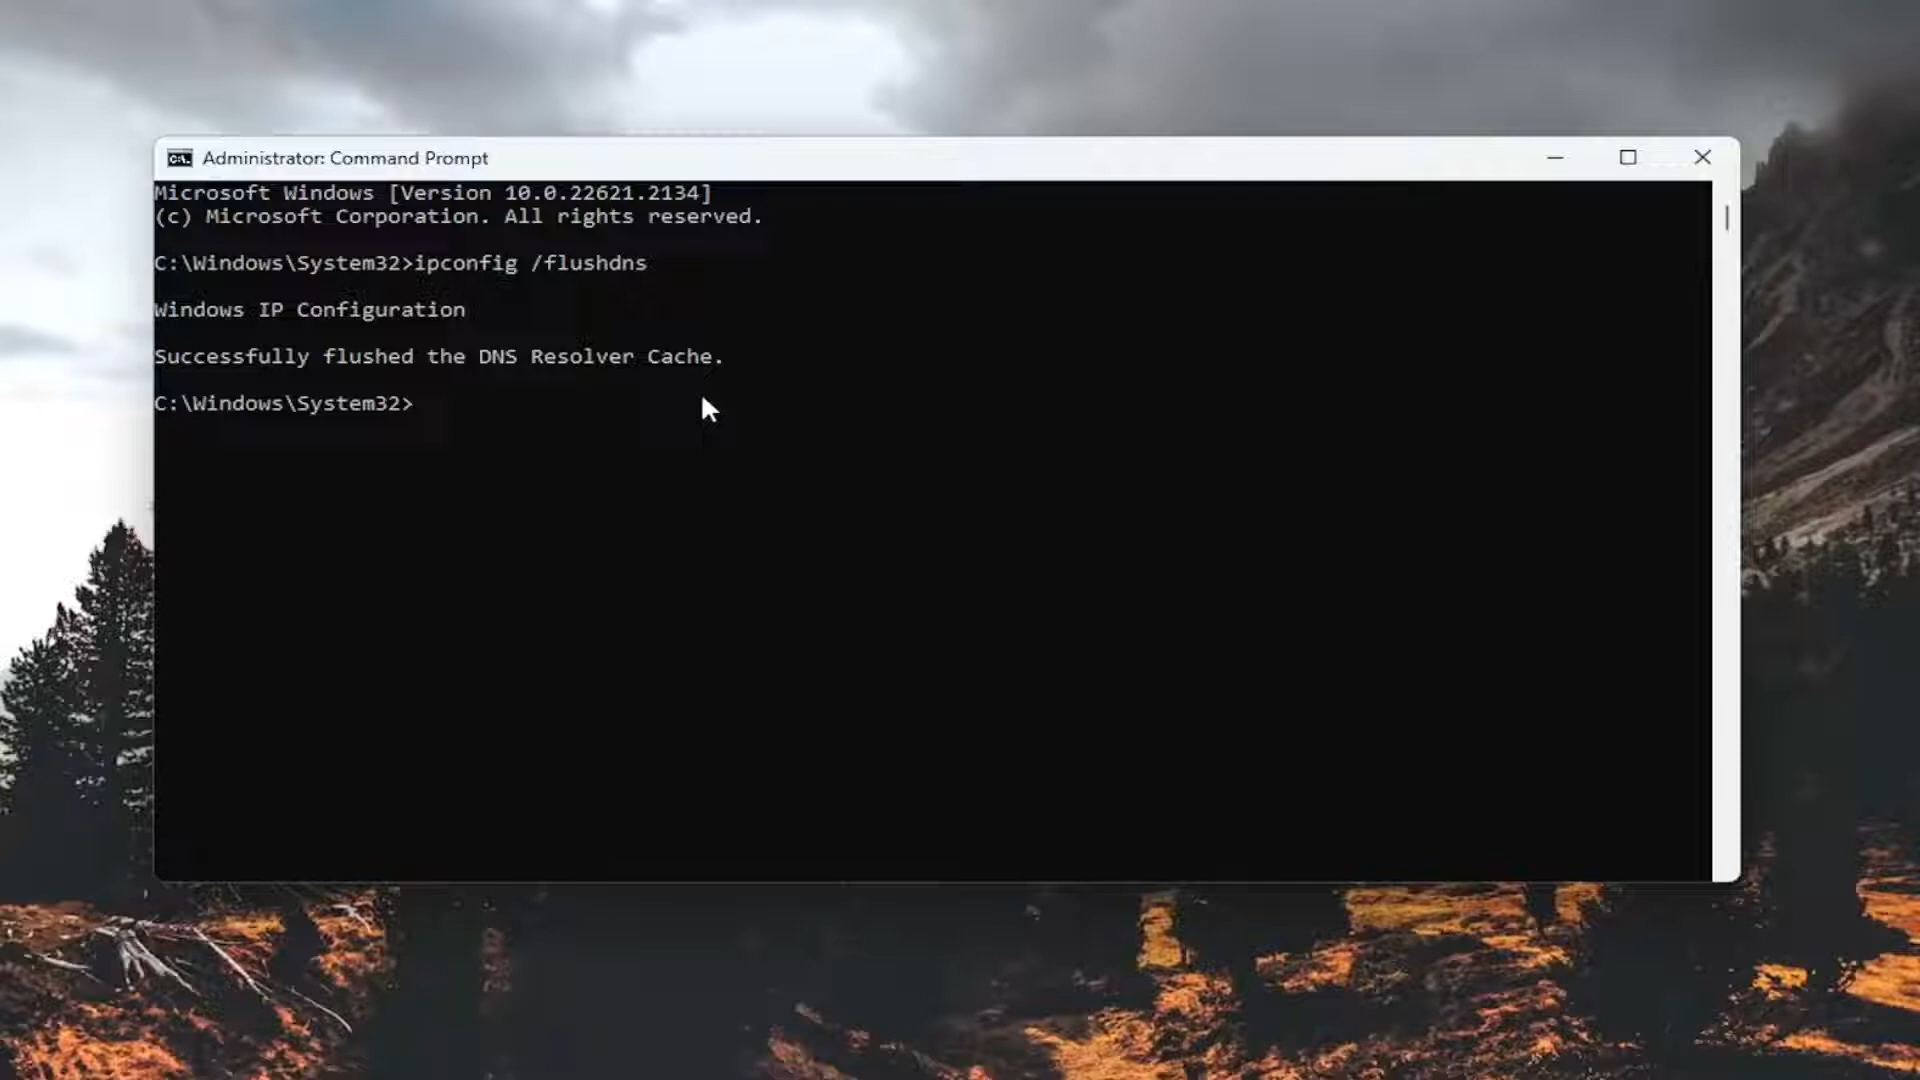 Administrator: Command Prompt
Microsoft Windows [Version 10.0.22621.2134]
(c) Microsoft Corporation. All rights reserved.
C:\Windows\System32>ipconfig /flushdns
Windows IP Configuration
Successfully flushed the DNS Resolver Cache.
C:\Windows\System32>